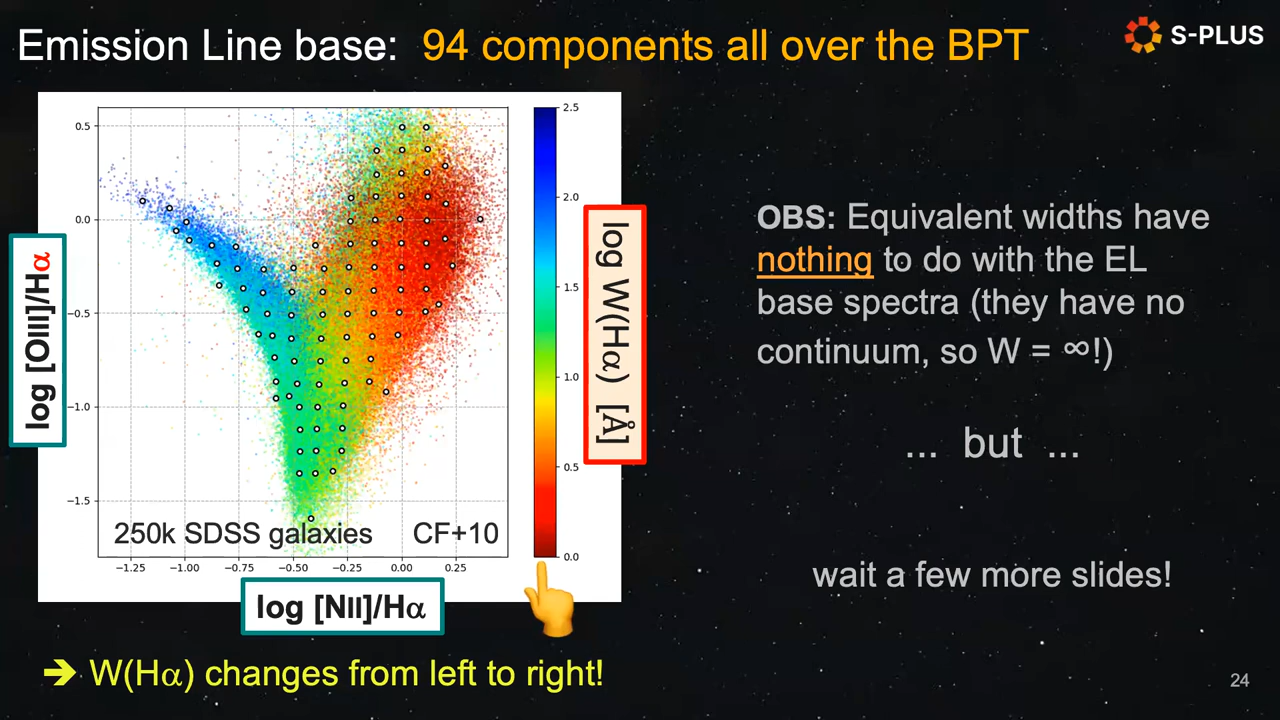 Emission Line base: 94 components all over the BPT
S-PLUS
0.5
0.0
−0.5
−1.0
−1.5
log [OIII]/Hα
−1.25 −1.00 −0.75 −0.50 −0.25 0.00 0.25
250k SDSS galaxies CF+10
log [NII]/Hα
2.5
2.0
1.5
1.0
0.5
0.0
log W(Hα) [Å]
OBS: Equivalent widths have
nothing to do with the EL
base spectra (they have no
continuum, so W = ∞!)
... but ...
wait a few more slides!
➔ W(Hα) changes from left to right!
24